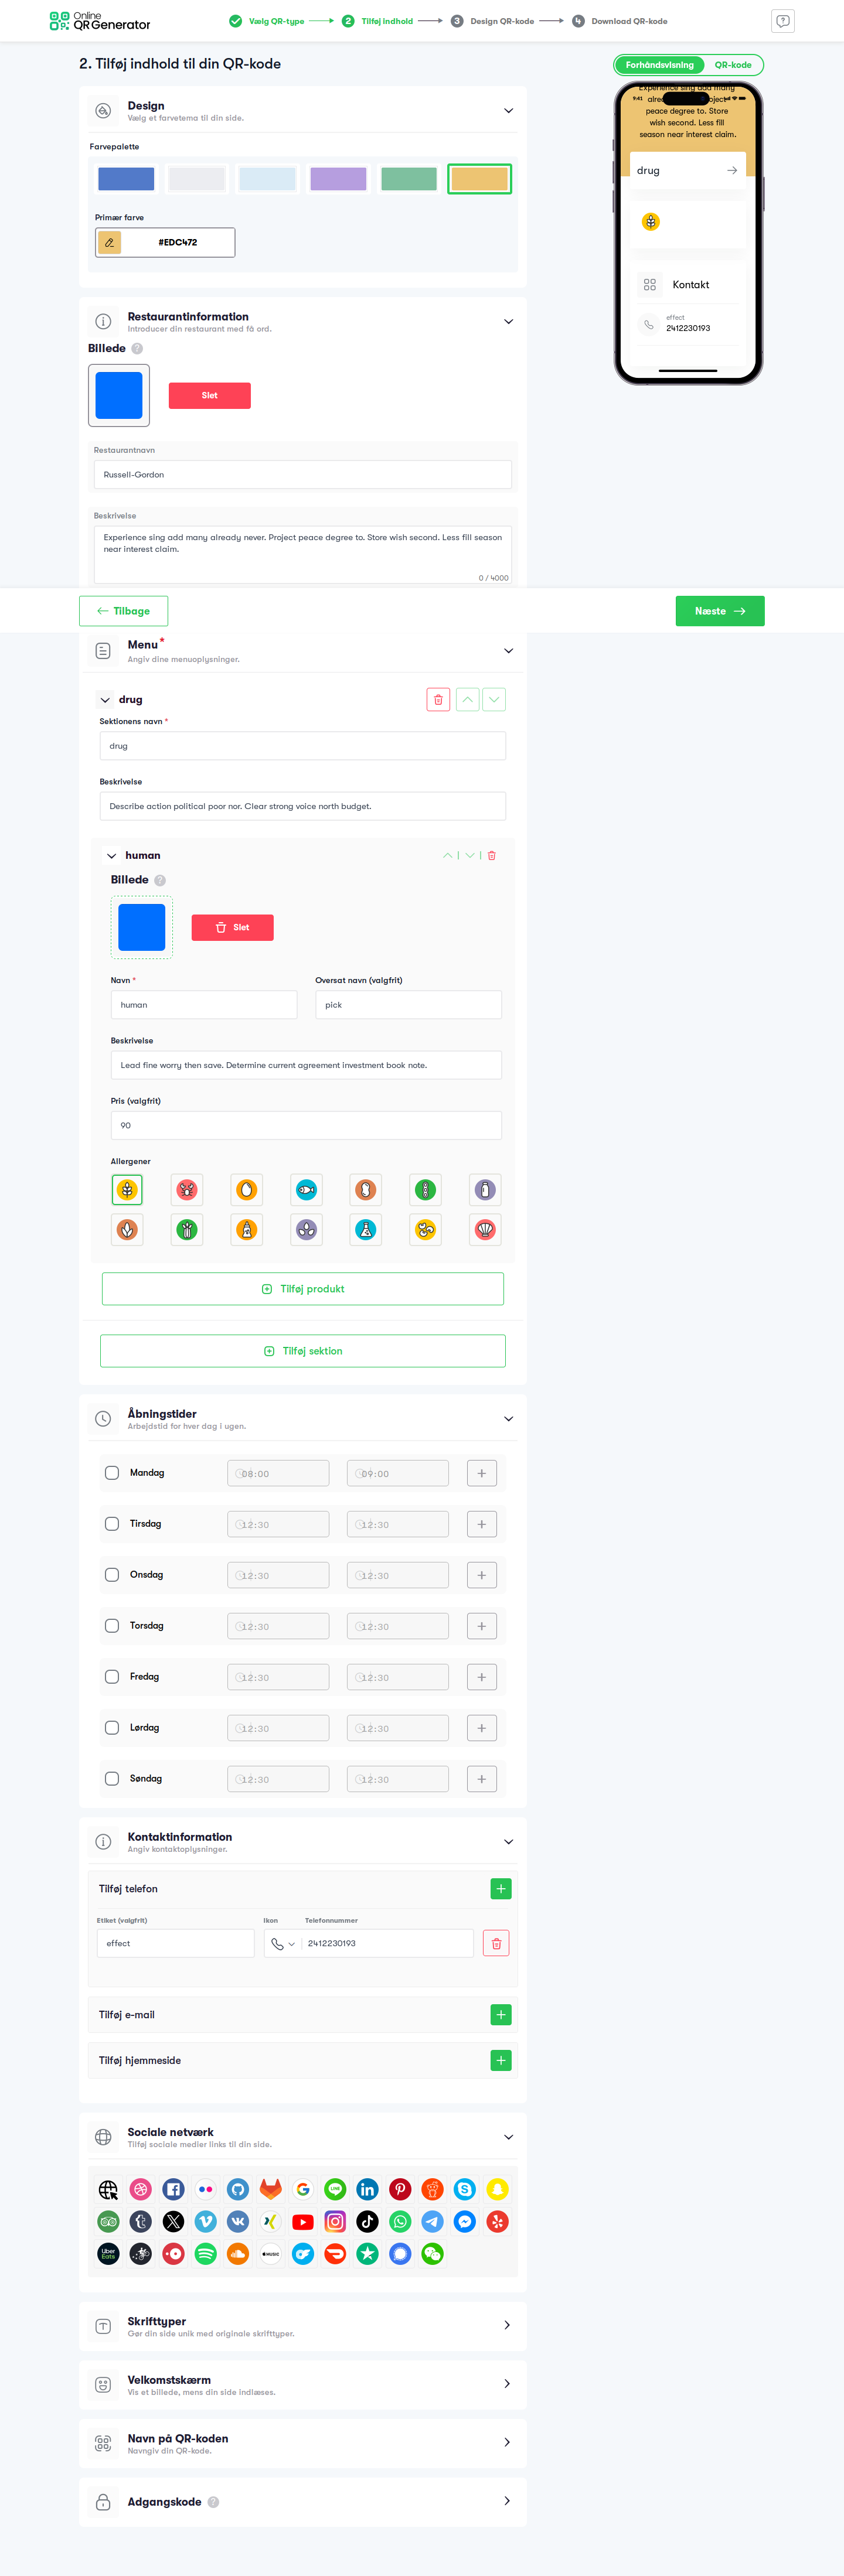 Online
QR Generator
Vælg QR-type
2
Tilføj indhold
3
Design QR-kode
4
Download QR-kode
2. Tilføj indhold til din QR-kode
Forhåndsvisning
QR-kode
Design
Vælg et farvetema til din side.
Farvepalette
Primær farve
#EDC472
Experience sing add many
9:41
peace degree to. Store
wish second. Less fill
season near interest claim.
drug
Kontakt
effect
2412230193
Restaurantinformation
Introducer din restaurant med få ord.
Billede ?
Slet
Restaurantnavn
Russell-Gordon
Beskrivelse
Experience sing add many already never. Project peace degree to. Store wish second. Less fill season
near interest claim.
0 / 4000
Tilbage
Næste
Menu *
Angiv dine menuoplysninger.
drug
Sektionens navn *
drug
Beskrivelse
Describe action political poor nor. Clear strong voice north budget.
human
Billede ?
Slet
Navn *
Oversat navn (valgfrit)
human
pick
Beskrivelse
Lead fine worry then save. Determine current agreement investment book note.
Pris (valgfrit)
90
Allergener
Tilføj produkt
Tilføj sektion
Åbningstider
Arbejdstid for hver dag i ugen.
Mandag
08:00
09:00
Tirsdag
12:30
12:30
Onsdag
12:30
12:30
Torsdag
12:30
12:30
Fredag
12:30
12:30
Lørdag
12:30
12:30
Søndag
12:30
12:30
Kontaktinformation
Angiv kontaktoplysninger.
Tilføj telefon
Etiket (valgfrit)
Ikon
Telefonnummer
effect
2412230193
Tilføj e-mail
Tilføj hjemmeside
Sociale netværk
Tilføj sociale medier links til din side.
LINE
Uber
Eats
MUSIC
Skrifttyper
Gør din side unik med originale skrifttyper.
Velkomstskærm
Vis et billede, mens din side indlæses.
Navn på QR-koden
Navngiv din QR-kode.
Adgangskode ?